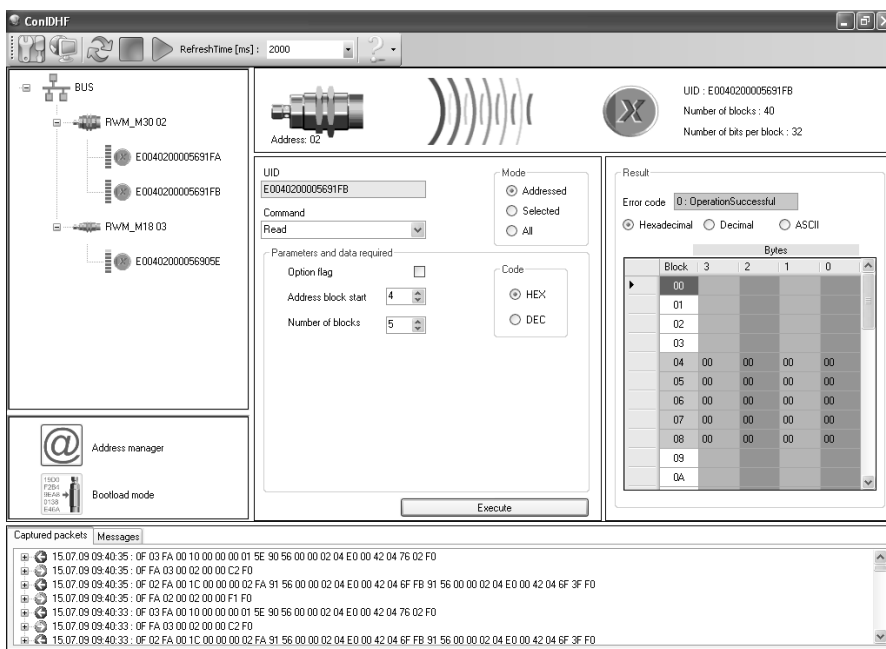 ConIDHF
RefreshTime [ms] : 2000
BUS
RWM_M30 02
E0040200005691FA
E0040200005691FB
RWM_M18 03
E00402000056905E
Address: 02
UID : E0040200005691FB
Number of blocks : 40
Number of bits per block : 32
UID
E0040200005691FB
Command
Read
Mode
Addressed
Selected
All
Parameters and data required
Option flag
Address block start 4
Number of blocks 5
Code
HEX
DEC
Execute
Result
Error code 0 : OperationSuccessful
Hexadecimal Decimal ASCII
Bytes
Block 3 2 1 0
00
01
02
03
04 00 00 00 00
05 00 00 00 00
06 00 00 00 00
07 00 00 00 00
08 00 00 00 00
09
0A
@ Address manager
19D0
F2B4
9EA8
0138
E46A
Bootload mode
Captured packets Messages
15.07.09 09:40:35 : 0F 03 FA 00 10 00 00 00 01 5E 90 56 00 00 02 04 E0 00 42 04 76 02 F0
15.07.09 09:40:35 : 0F FA 03 00 02 00 00 C2 F0
15.07.09 09:40:35 : 0F 02 FA 00 1C 00 00 00 02 FA 91 56 00 00 02 04 E0 00 42 04 6F FB 91 56 00 00 02 04 E0 00 42 04 6F 3F F0
15.07.09 09:40:35 : 0F FA 02 00 02 00 00 F1 F0
15.07.09 09:40:33 : 0F 03 FA 00 10 00 00 00 01 5E 90 56 00 00 02 04 E0 00 42 04 76 02 F0
15.07.09 09:40:33 : 0F FA 03 00 02 00 00 C2 F0
15.07.09 09:40:33 : 0F 02 FA 00 1C 00 00 00 02 FA 91 56 00 00 02 04 E0 00 42 04 6F FB 91 56 00 00 02 04 E0 00 42 04 6F 3F F0